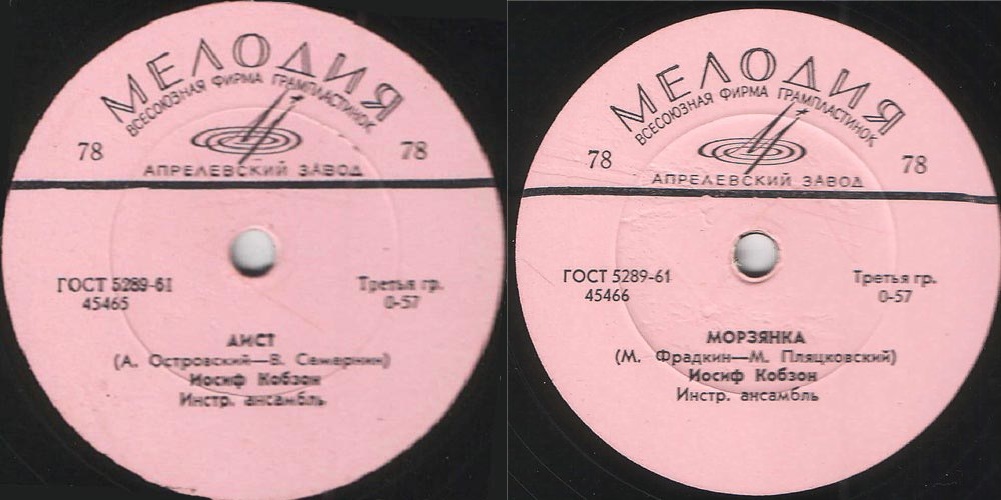 МЕЛОДИЯ
ВСЕСОЮЗНАЯ ФИРМА ГРАМПЛАСТИНОК
78 78
АПРЕЛЕВСКИЙ ЗАВОД
ГОСТ 5289-61 Третья гр.
45465 0-57
АИСТ
(А. Островский—В. Семернин)
Иосиф Кобзон
Инстр. ансамбль
МЕЛОДИЯ
ВСЕСОЮЗНАЯ ФИРМА ГРАМПЛАСТИНОК
78 78
АПРЕЛЕВСКИЙ ЗАВОД
ГОСТ 5289-61 Третья гр.
45466 0-57
МОРЗЯНКА
(М. Фрадкин—М. Пляцковский)
Иосиф Кобзон
Инстр. ансамбль